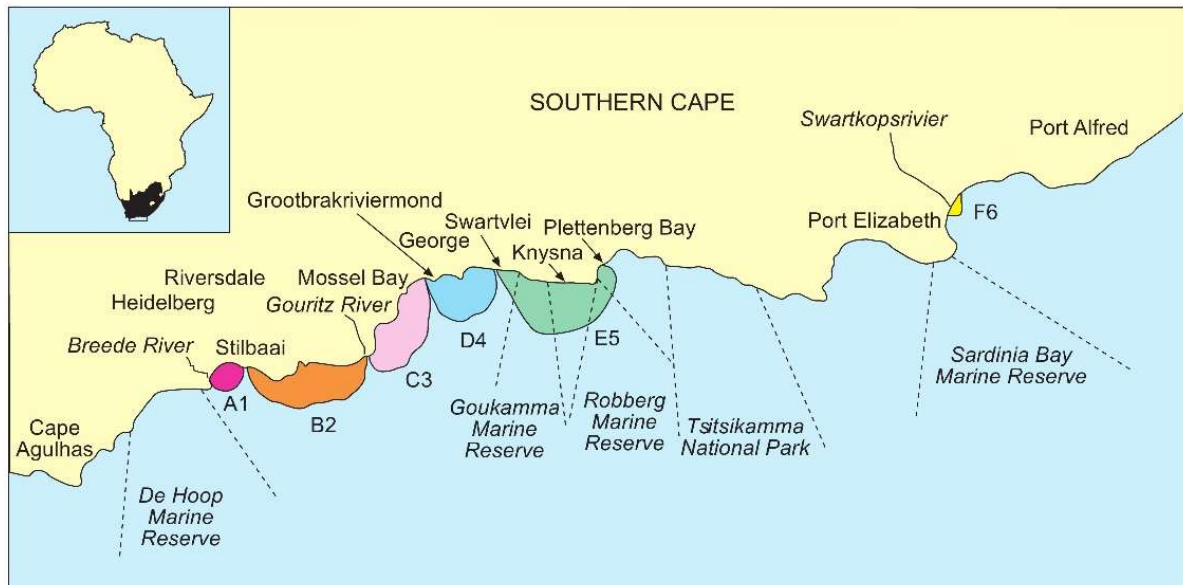 SOUTHERN CAPE
Swartkopsrivier
Port Alfred
Grootbrakriviermond
Swartvlei
Plettenberg Bay
George
Knysna
Port Elizabeth
F6
Riversdale
Mossel Bay
Heidelberg
Gouritz River
Breede River
Stilbaai
D4
E5
A1
C3
B2
Sardinia Bay
Marine Reserve
Goukamma
Marine
Reserve
Robberg
Marine
Reserve
Tsitsikamma
National Park
Cape
Agulhas
De Hoop
Marine
Reserve